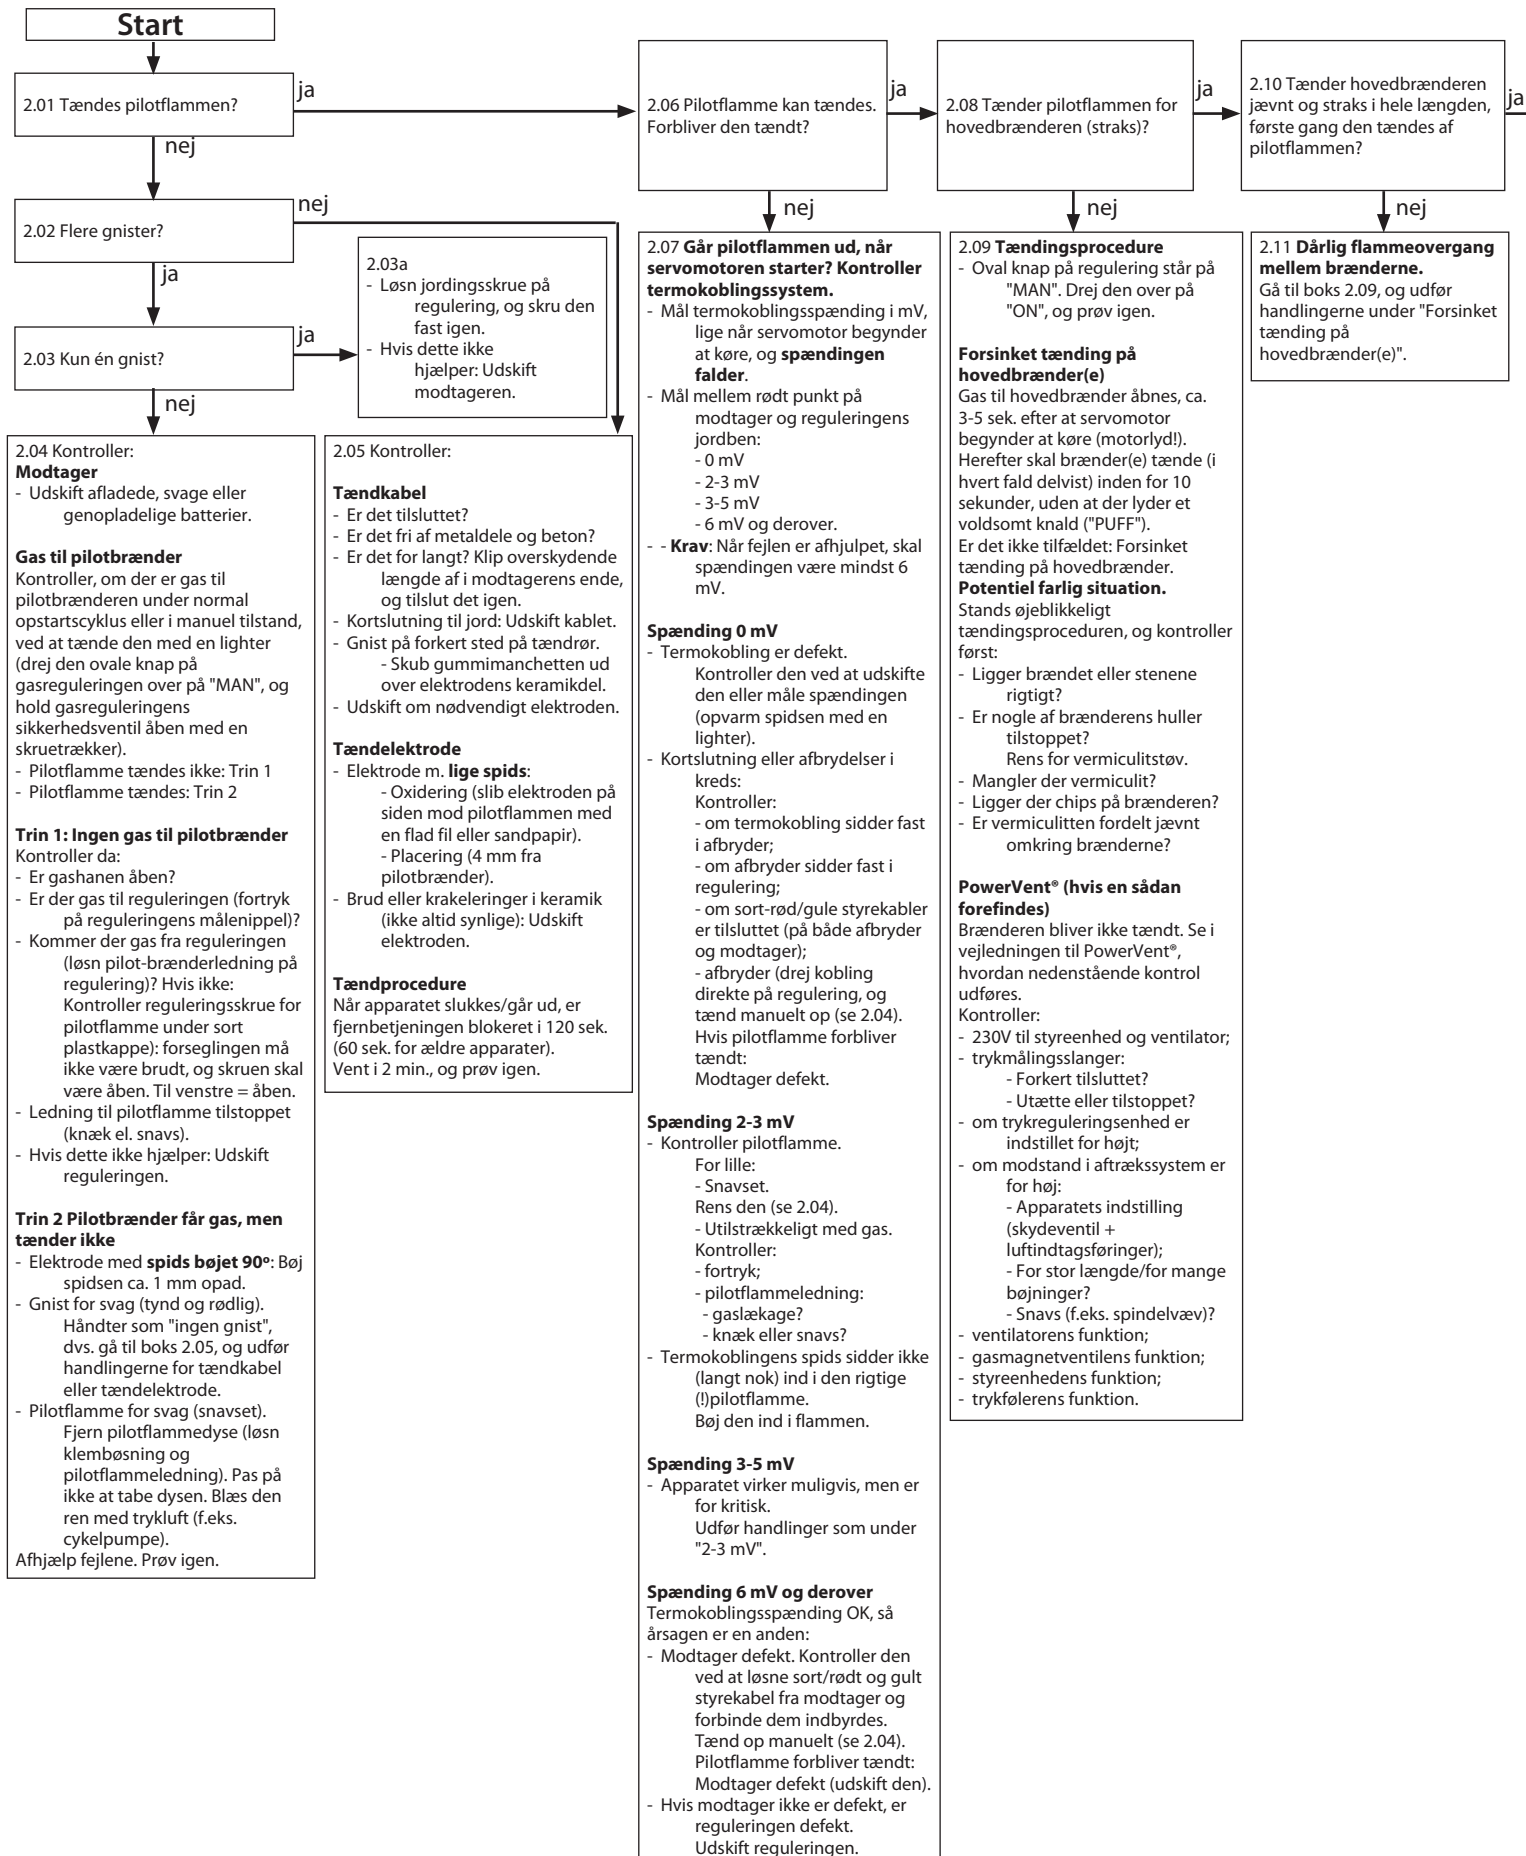 Start
2.01 Tændes pilotflammen?
ja
nej
2.02 Flere gnister?
nej
ja
2.03 Kun én gnist?
ja
nej
2.03a
- Løsn jordingsskrue på
regulering, og skru den
fast igen.
- Hvis dette ikke
hjælper: Udskift
modtageren.
2.04 Kontroller:
Modtager
- Udskift afladede, svage eller
genopladelige batterier.
Gas til pilotbrænder
Kontroller, om der er gas til
pilotbrænderen under normal
opstartscyklus eller i manuel tilstand,
ved at tænde den med en lighter
(drej den ovale knap på
gasreguleringen over på "MAN", og
hold gasreguleringens
sikkerhedsventil åben med en
skruetrækker).
- Pilotflamme tændes ikke: Trin 1
- Pilotflamme tændes: Trin 2
Trin 1: Ingen gas til pilotbrænder
Kontroller da:
- Er gashanen åben?
- Er der gas til reguleringen (fortryk
på reguleringens målenippel)?
- Kommer der gas fra reguleringen
(løsn pilot-brænderledning på
regulering)? Hvis ikke:
Kontroller reguleringsskrue for
pilotflamme under sort
plastkappe): forseglingen må
ikke være brudt, og skruen skal
være åben. Til venstre = åben.
- Ledning til pilotflamme tilstoppet
(knæk el. snavs).
- Hvis dette ikke hjælper: Udskift
reguleringen.
Trin 2 Pilotbrænder får gas, men
tænder ikke
- Elektrode med spids bøjet 90º: Bøj
spidsen ca. 1 mm opad.
- Gnist for svag (tynd og rødlig).
Håndter som "ingen gnist",
dvs. gå til boks 2.05, og udfør
handlingerne for tændkabel
eller tændelektrode.
- Pilotflamme for svag (snavset).
Fjern pilotflammedyse (løsn
klembøsning og
pilotflammeledning). Pas på
ikke at tabe dysen. Blæs den
ren med trykluft (f.eks.
cykelpumpe).
Afhjælp fejlene. Prøv igen.
2.05 Kontroller:
Tændkabel
- Er det tilsluttet?
- Er det fri af metaldele og beton?
- Er det for langt? Klip overskydende
længde af i modtagerens ende,
og tilslut det igen.
- Kortslutning til jord: Udskift kablet.
- Gnist på forkert sted på tændrør.
- Skub gummimanchetten ud
over elektrodens keramikdel.
- Udskift om nødvendigt elektroden.
Tændelektrode
- Elektrode m. lige spids:
- Oxidering (slib elektroden på
siden mod pilotflammen med
en flad fil eller sandpapir).
- Placering (4 mm fra
pilotbrænder).
- Brud eller krakeleringer i keramik
(ikke altid synlige): Udskift
elektroden.
Tændprocedure
Når apparatet slukkes/går ud, er
fjernbetjeningen blokeret i 120 sek.
(60 sek. for ældre apparater).
Vent i 2 min., og prøv igen.
2.06 Pilotflamme kan tændes.
Forbliver den tændt?
ja
nej
2.07 Går pilotflammen ud, når
servomotoren starter? Kontroller
termokoblingssystem.
- Mål termokoblingsspænding i mV,
lige når servomotor begynder
at køre, og spændingen
falder.
- Mål mellem rødt punkt på
modtager og reguleringens
jordben:
- 0 mV
- 2-3 mV
- 3-5 mV
- 6 mV og derover.
- - Krav: Når fejlen er afhjulpet, skal
spændingen være mindst 6
mV.
Spænding 0 mV
- Termokobling er defekt.
Kontroller den ved at udskifte
den eller måle spændingen
(opvarm spidsen med en
lighter).
- Kortslutning eller afbrydelser i
kreds:
Kontroller:
- om termokobling sidder fast
i afbryder;
- om afbryder sidder fast i
regulering;
- om sort-rød/gule styrekabler
er tilsluttet (på både afbryder
og modtager);
- afbryder (drej kobling
direkte på regulering, og
tænd manuelt op (se 2.04).
Hvis pilotflamme forbliver
tændt:
Modtager defekt.
Spænding 2-3 mV
- Kontroller pilotflamme.
For lille:
- Snavset.
Rens den (se 2.04).
- Utilstrækkeligt med gas.
Kontroller:
- fortryk;
- pilotflammeledning:
- gaslækage?
- knæk eller snavs?
- Termokoblingens spids sidder ikke
(langt nok) ind i den rigtige
(!)pilotflamme.
Bøj den ind i flammen.
Spænding 3-5 mV
- Apparatet virker muligvis, men er
for kritisk.
Udfør handlinger som under
"2-3 mV".
Spænding 6 mV og derover
Termokoblingsspænding OK, så
årsagen er en anden:
- Modtager defekt. Kontroller den
ved at løsne sort/rødt og gult
styrekabel fra modtager og
forbinde dem indbyrdes.
Tænd op manuelt (se 2.04).
Pilotflamme forbliver tændt:
Modtager defekt (udskift den).
- Hvis modtager ikke er defekt, er
reguleringen defekt.
Udskift reguleringen.
2.08 Tænder pilotflammen for
hovedbrænderen (straks)?
ja
nej
2.09 Tændingsprocedure
- Oval knap på regulering står på
"MAN". Drej den over på
"ON", og prøv igen.
Forsinket tænding på
hovedbrænder(e)
Gas til hovedbrænder åbnes, ca.
3-5 sek. efter at servomotor
begynder at køre (motorlyd!).
Herefter skal brænder(e) tænde (i
hvert fald delvist) inden for 10
sekunder, uden at der lyder et
voldsomt knald ("PUFF").
Er det ikke tilfældet: Forsinket
tænding på hovedbrænder.
Potentiel farlig situation.
Stands øjeblikkeligt
tændingsproceduren, og kontroller
først:
- Ligger brændet eller stenene
rigtigt?
- Er nogle af brænderens huller
tilstoppet?
Rens for vermiculitstøv.
- Mangler der vermiculit?
- Ligger der chips på brænderen?
- Er vermiculitten fordelt jævnt
omkring brænderne?
PowerVent® (hvis en sådan
forefindes)
Brænderen bliver ikke tændt. Se i
vejledningen til PowerVent®,
hvordan nedenstående kontrol
udføres.
Kontroller:
- 230V til styreenhed og ventilator;
- trykmålingsslanger:
- Forkert tilsluttet?
- Utætte eller tilstoppet?
- om trykreguleringsenhed er
indstillet for højt;
- om modstand i aftrækssystem er
for høj:
- Apparatets indstilling
(skydeventil +
luftindtagsføringer);
- For stor længde/for mange
bøjninger?
- Snavs (f.eks. spindelvæv)?
- ventilatorens funktion;
- gasmagnetventilens funktion;
- styreenhedens funktion;
- trykfølerens funktion.
2.10 Tænder hovedbrænderen
jævnt og straks i hele længden,
første gang den tændes af
pilotflammen?
ja
nej
2.11 Dårlig flammeovergang
mellem brænderne.
Gå til boks 2.09, og udfør
handlingerne under "Forsinket
tænding på
hovedbrænder(e)".